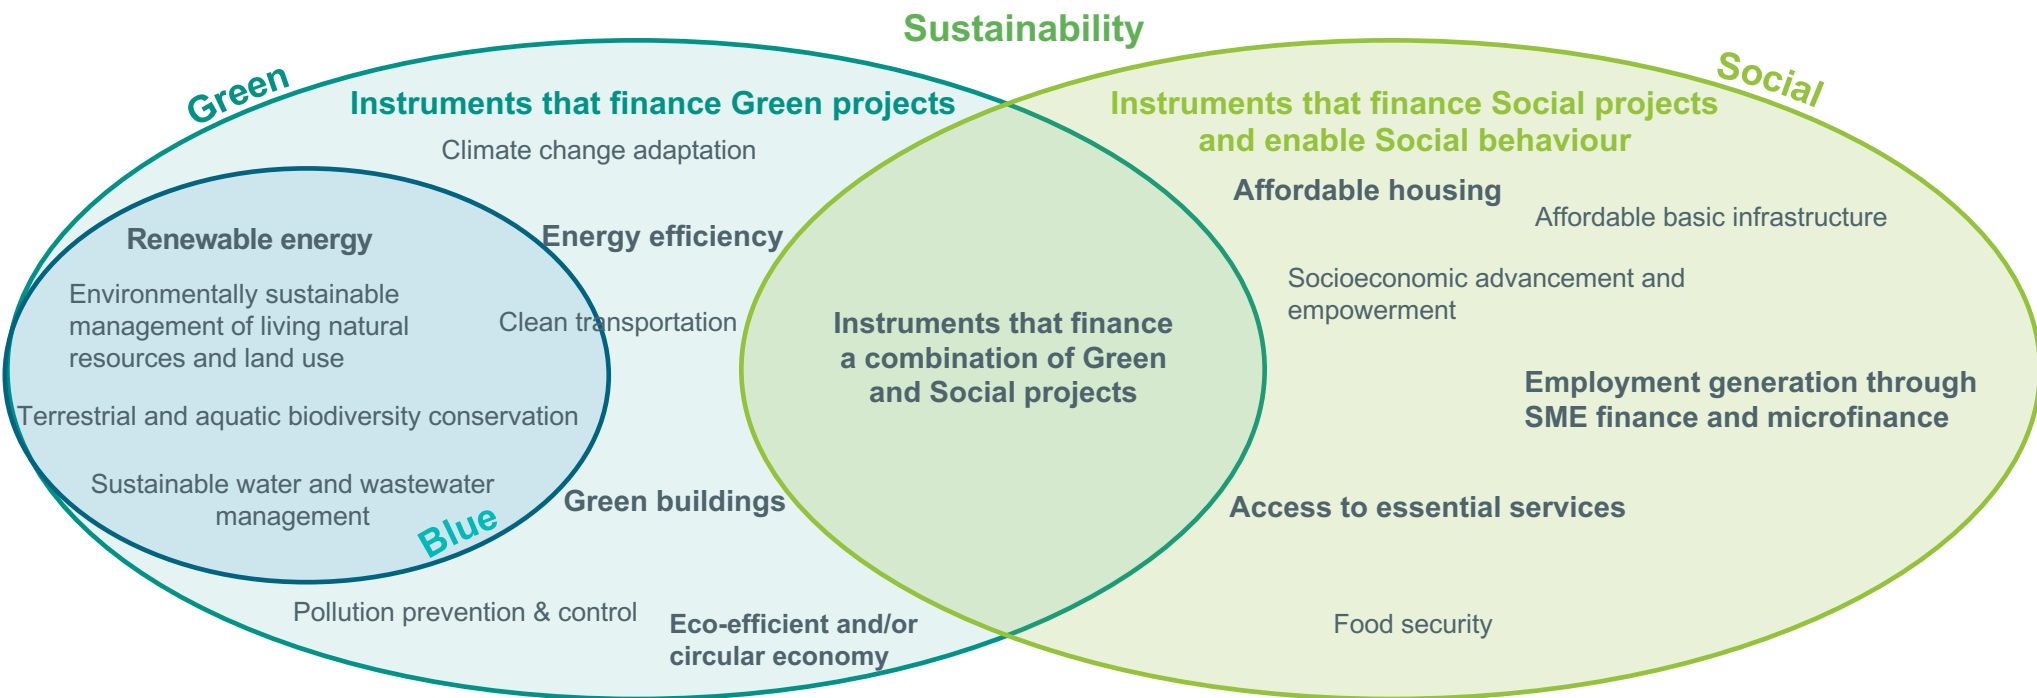 Sustainability
Green
Instruments that finance Green projects
Climate change adaptation
Energy efficiency
Clean transportation
Green buildings
Pollution prevention & control
Eco-efficient and/or
circular economy
Renewable energy
Environmentally sustainable
management of living natural
resources and land use
Terrestrial and aquatic biodiversity conservation
Sustainable water and wastewater
management
Blue
Instruments that finance
a combination of Green
and Social projects
Social
Instruments that finance Social projects
and enable Social behaviour
Affordable housing
Affordable basic infrastructure
Socioeconomic advancement and
empowerment
Employment generation through
SME finance and microfinance
Access to essential services
Food security